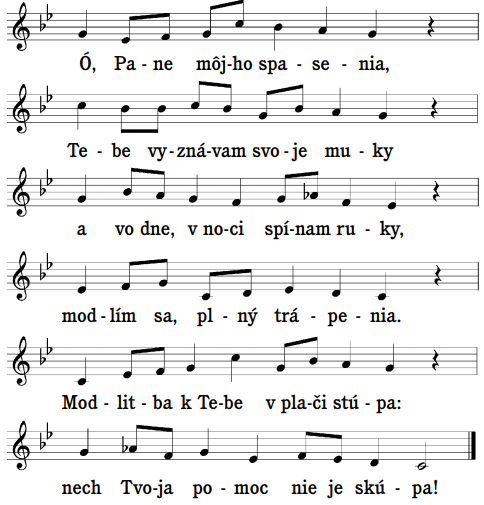 Ó, Pa - ne môj-ho spa - se - nia,
Te - be vy-zná-vam svo-je mu - ky
a vo dne, v no-ci spí-nam ru - ky,
mod-lím sa, pl - ný trá - pe - nia.
Mod - lit - ba k Te-be v pla-či stú - pa:
nech Tvo-ja po - moc nie je skú - pa!